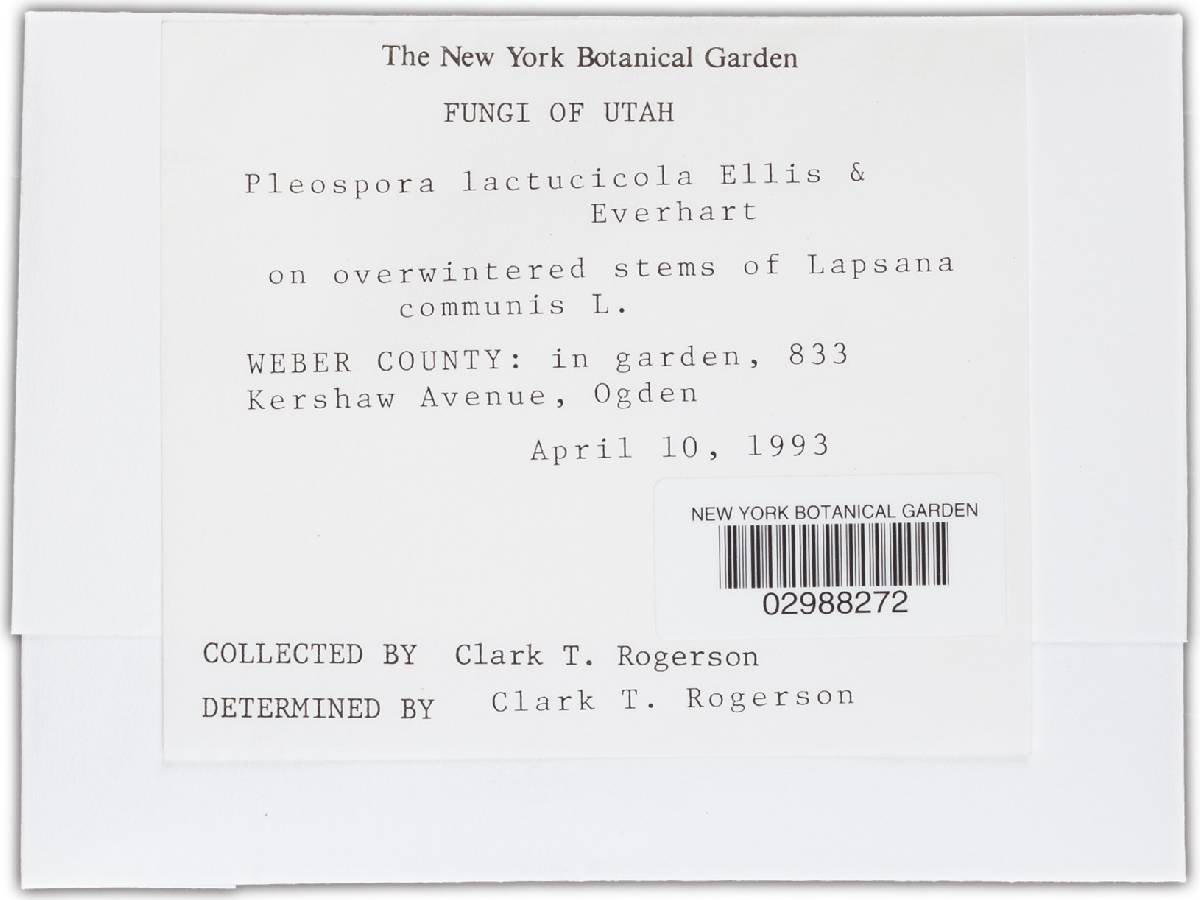 The New York Botanical Garden
FUNGI OF UTAH
Pleospora lactucicola Ellis &
Everhart
on overwintered stems of Lapsana
communis L.
WEBER COUNTY: in garden, 833
Kershaw Avenue, Ogden
April 10, 1993
NEW YORK BOTANICAL GARDEN
02988272
COLLECTED BY Clark T. Rogerson
DETERMINED BY Clark T. Rogerson